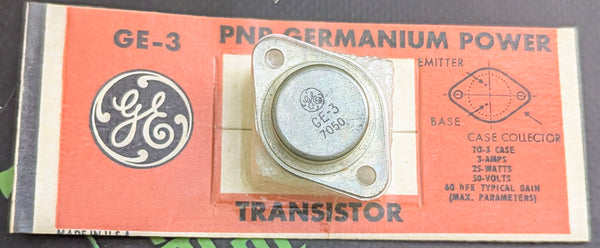 GE-3 PNP GERMANIUM POWER
GE
GE-3
7050
EMITTER
BASE
CASE COLLECTOR
TO-3 CASE
3-AMPS
25-WATTS
50-VOLTS
60 HFE TYPICAL GAIN
(MAX. PARAMETERS)
TRANSISTOR
MADE IN U.S.A.